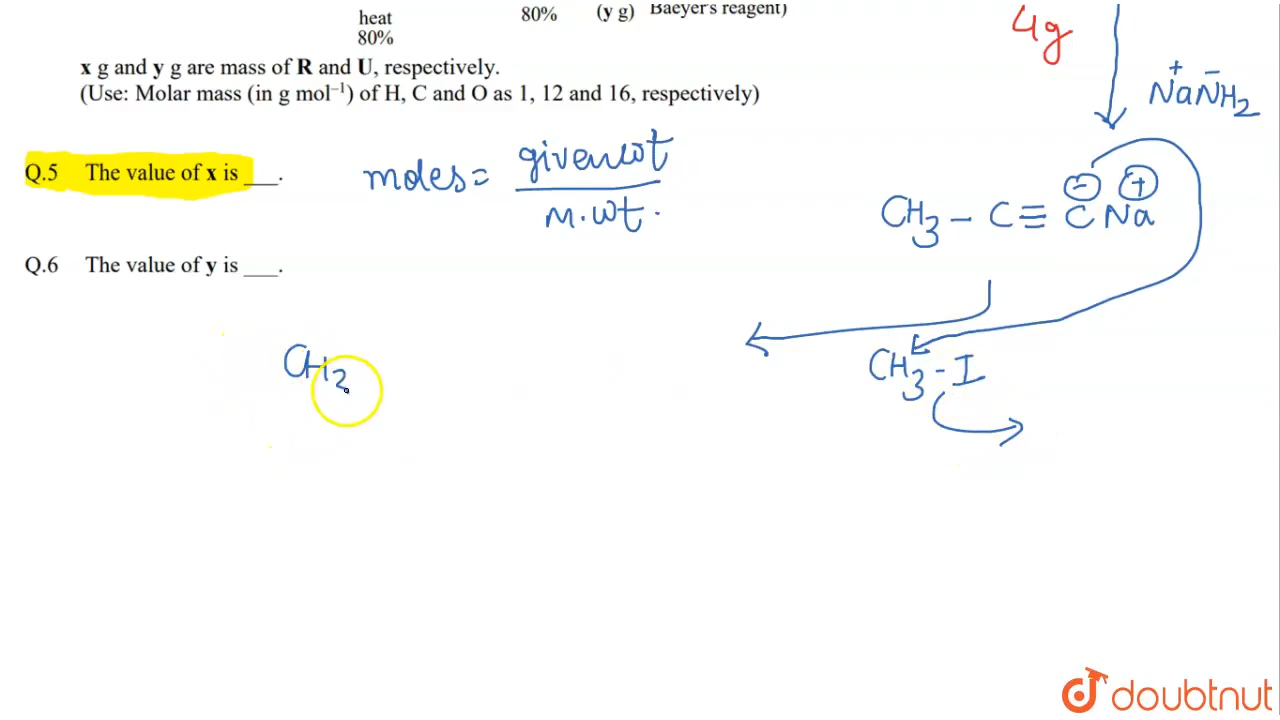 heat 80% (y g) Baeyer's reagent)
80%
x g and y g are mass of R and U, respectively.
(Use: Molar mass (in g mol⁻¹) of H, C and O as 1, 12 and 16, respectively)
4g
Na⁺N⁻H₂
Q.5 The value of x is ___.
moles = given wt / M.wt.
CH₃ – C ≡ C⊖ Na⊕
Q.6 The value of y is ___.
CH₃ - I
CH₂
doubtnut